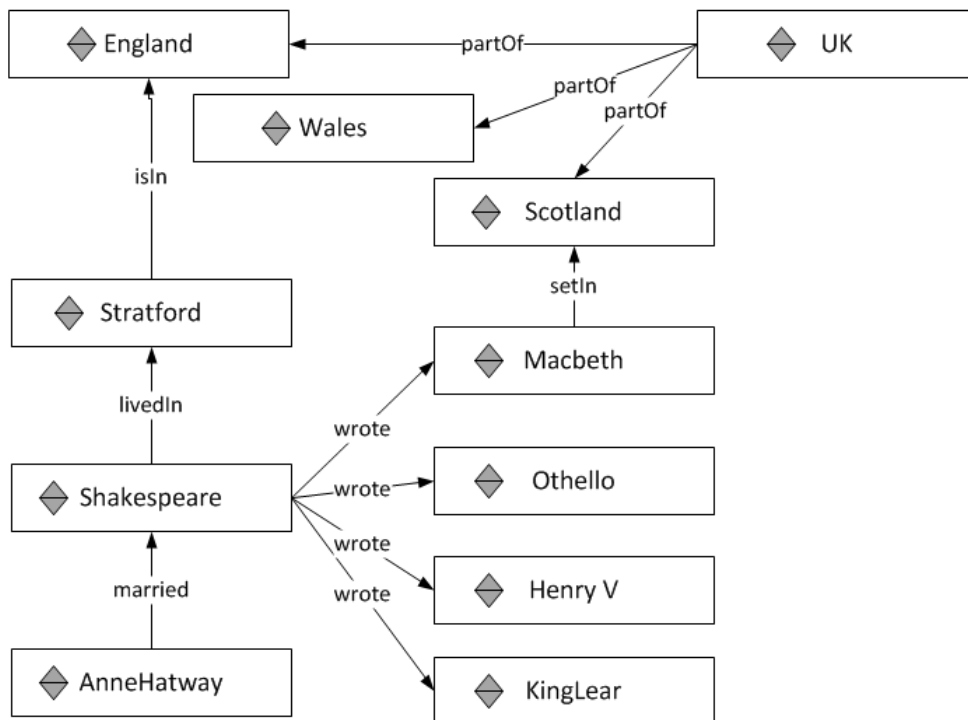 England
partOf
UK
partOf
Wales
partOf
isIn
Scotland
setIn
Stratford
Macbeth
livedIn
wrote
Othello
Shakespeare
wrote
wrote
married
Henry V
wrote
AnneHatway
KingLear